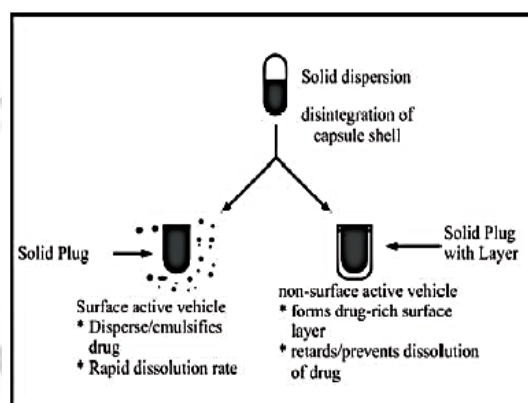 Solid dispersion
disintegration of
capsule shell
Solid Plug
Solid Plug
with Layer
Surface active vehicle
* Disperse/emulsifies
drug
* Rapid dissolution rate
non-surface active vehicle
* forms drug-rich surface
layer
* retards/prevents dissolution
of drug